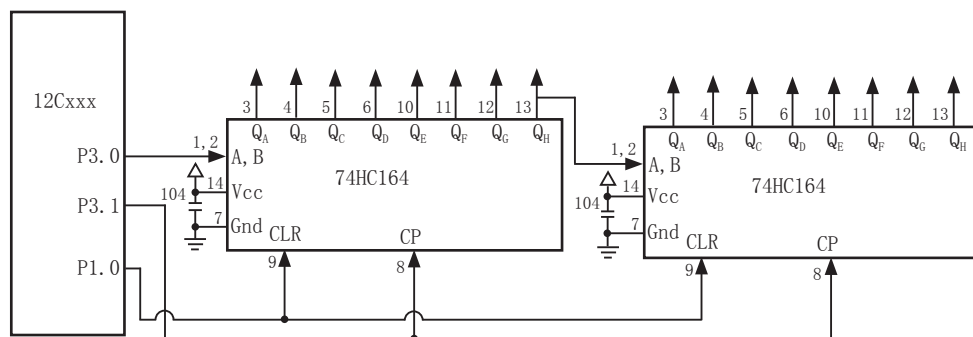 12Cxxx
P3.0
P3.1
P1.0
3 4 5 6 10 11 12 13
QA QB QC QD QE QF QG QH
1,2
A,B
74HC164
14
Vcc
104
7
Gnd
CLR
CP
9
8
3 4 5 6 10 11 12 13
QA QB QC QD QE QF QG QH
1,2
A,B
74HC164
14
Vcc
104
7
Gnd
CLR
CP
9
8